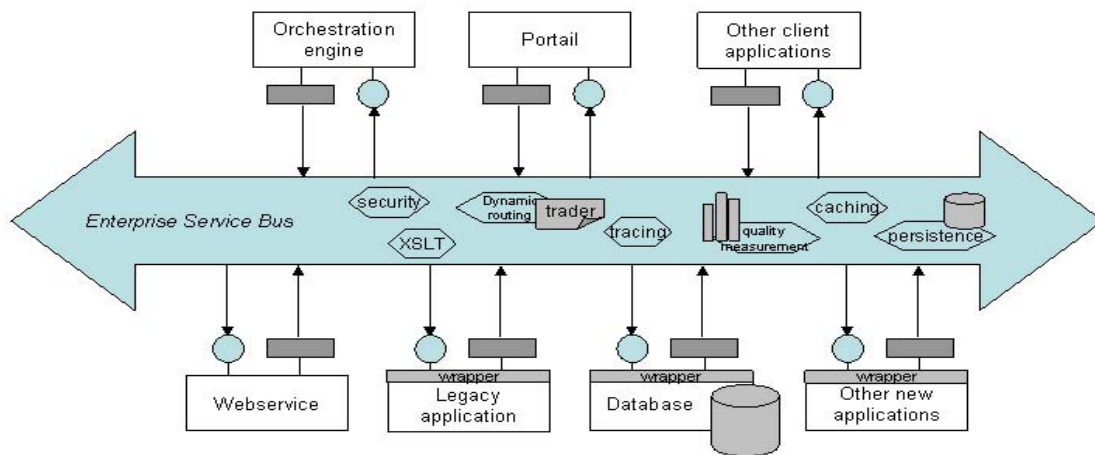 Orchestration
engine
Portail
Other client
applications
Enterprise Service Bus
security
XSLT
Dynamic
routing
trader
tracing
quality
measurement
caching
persistence
Webservice
wrapper
Legacy
application
wrapper
Database
wrapper
Other new
applications